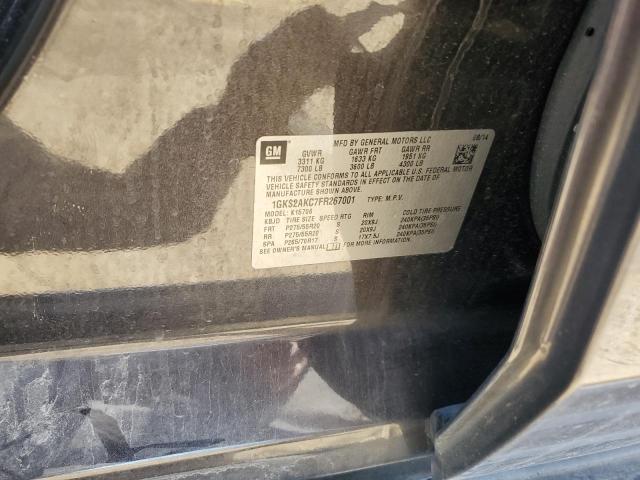 GM
MFD BY GENERAL MOTORS LLC 08/14
GVWR GAWR FRT GAWR RR
3311 KG 1633 KG 1951 KG
7300 LB 3600 LB 4300 LB
THIS VEHICLE CONFORMS TO ALL APPLICABLE U.S. FEDERAL MOTOR
VEHICLE SAFETY STANDARDS IN EFFECT ON THE DATE OF
MANUFACTURE SHOWN ABOVE.
1GKS2AKC7FR267001 TYPE: M.P.V.
MODEL: K15706
KBJD TIRE SIZE SPEED RTG RIM COLD TIRE PRESSURE
FRT P275/55R20 S 20X9J 240KPA(35PSI)
RR P275/55R20 S 20X9J 240KPA(35PSI)
SPA P265/70R17 S 17X7.5J 240KPA(35PSI)
SEE OWNER'S MANUAL FOR MORE INFORMATION.